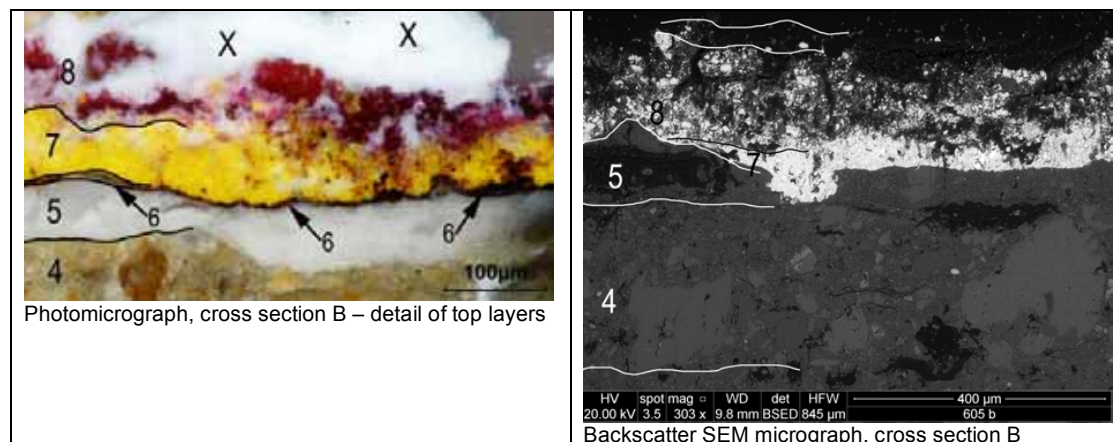 X
X
8
7
5
6
6
6
4
100µm
Photomicrograph, cross section B – detail of top layers
8
7
5
4
HV spot mag □ WD det HFW 400 µm
20.00 kV 3.5 303 x 9.8 mm BSED 845 µm 605 b
Backscatter SEM micrograph, cross section B